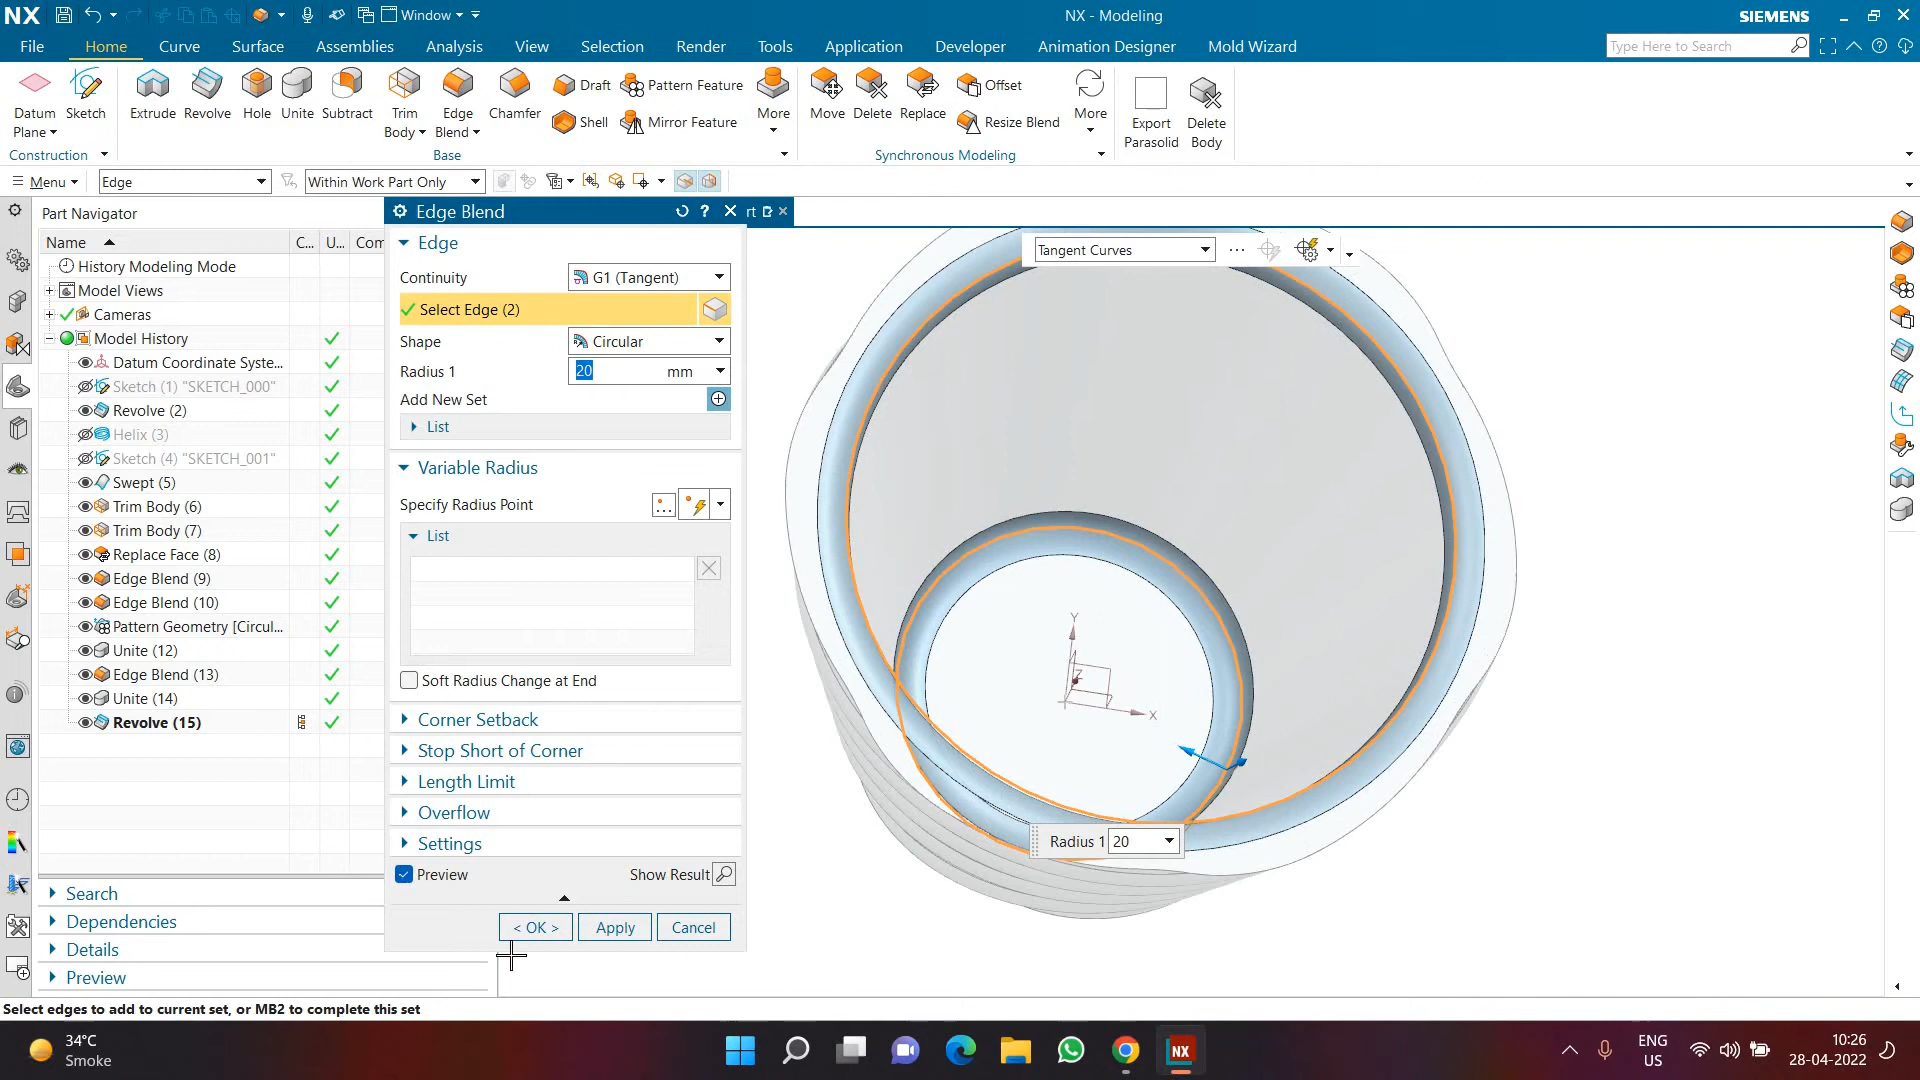 NX
Window
NX - Modeling
SIEMENS
File
Home
Curve
Surface
Assemblies
Analysis
View
Selection
Render
Tools
Application
Developer
Animation Designer
Mold Wizard
Type Here to Search
Datum Plane
Sketch
Extrude
Revolve
Hole
Unite
Subtract
Trim Body
Edge Blend
Chamfer
Draft
Shell
Pattern Feature
Mirror Feature
More
Move
Delete
Replace
Offset
Resize Blend
More
Export Parasolid
Delete Body
Construction
Base
Synchronous Modeling
Menu
Edge
Within Work Part Only
Part Navigator
Name
C...
U...
Com
History Modeling Mode
Model Views
Cameras
Model History
Datum Coordinate Syste...
Sketch (1) "SKETCH_000"
Revolve (2)
Helix (3)
Sketch (4) "SKETCH_001"
Swept (5)
Trim Body (6)
Trim Body (7)
Replace Face (8)
Edge Blend (9)
Edge Blend (10)
Pattern Geometry [Circul...
Unite (12)
Edge Blend (13)
Unite (14)
Revolve (15)
Search
Dependencies
Details
Preview
Edge Blend
rt
Edge
Continuity
G1 (Tangent)
Select Edge (2)
Shape
Circular
Radius 1
20
mm
Add New Set
List
Variable Radius
Specify Radius Point
List
Soft Radius Change at End
Corner Setback
Stop Short of Corner
Length Limit
Overflow
Settings
Preview
Show Result
< OK >
Apply
Cancel
Tangent Curves
Y
Z
X
Radius 1
20
Select edges to add to current set, or MB2 to complete this set
34°C
Smoke
NX
ENG
US
10:26
28-04-2022